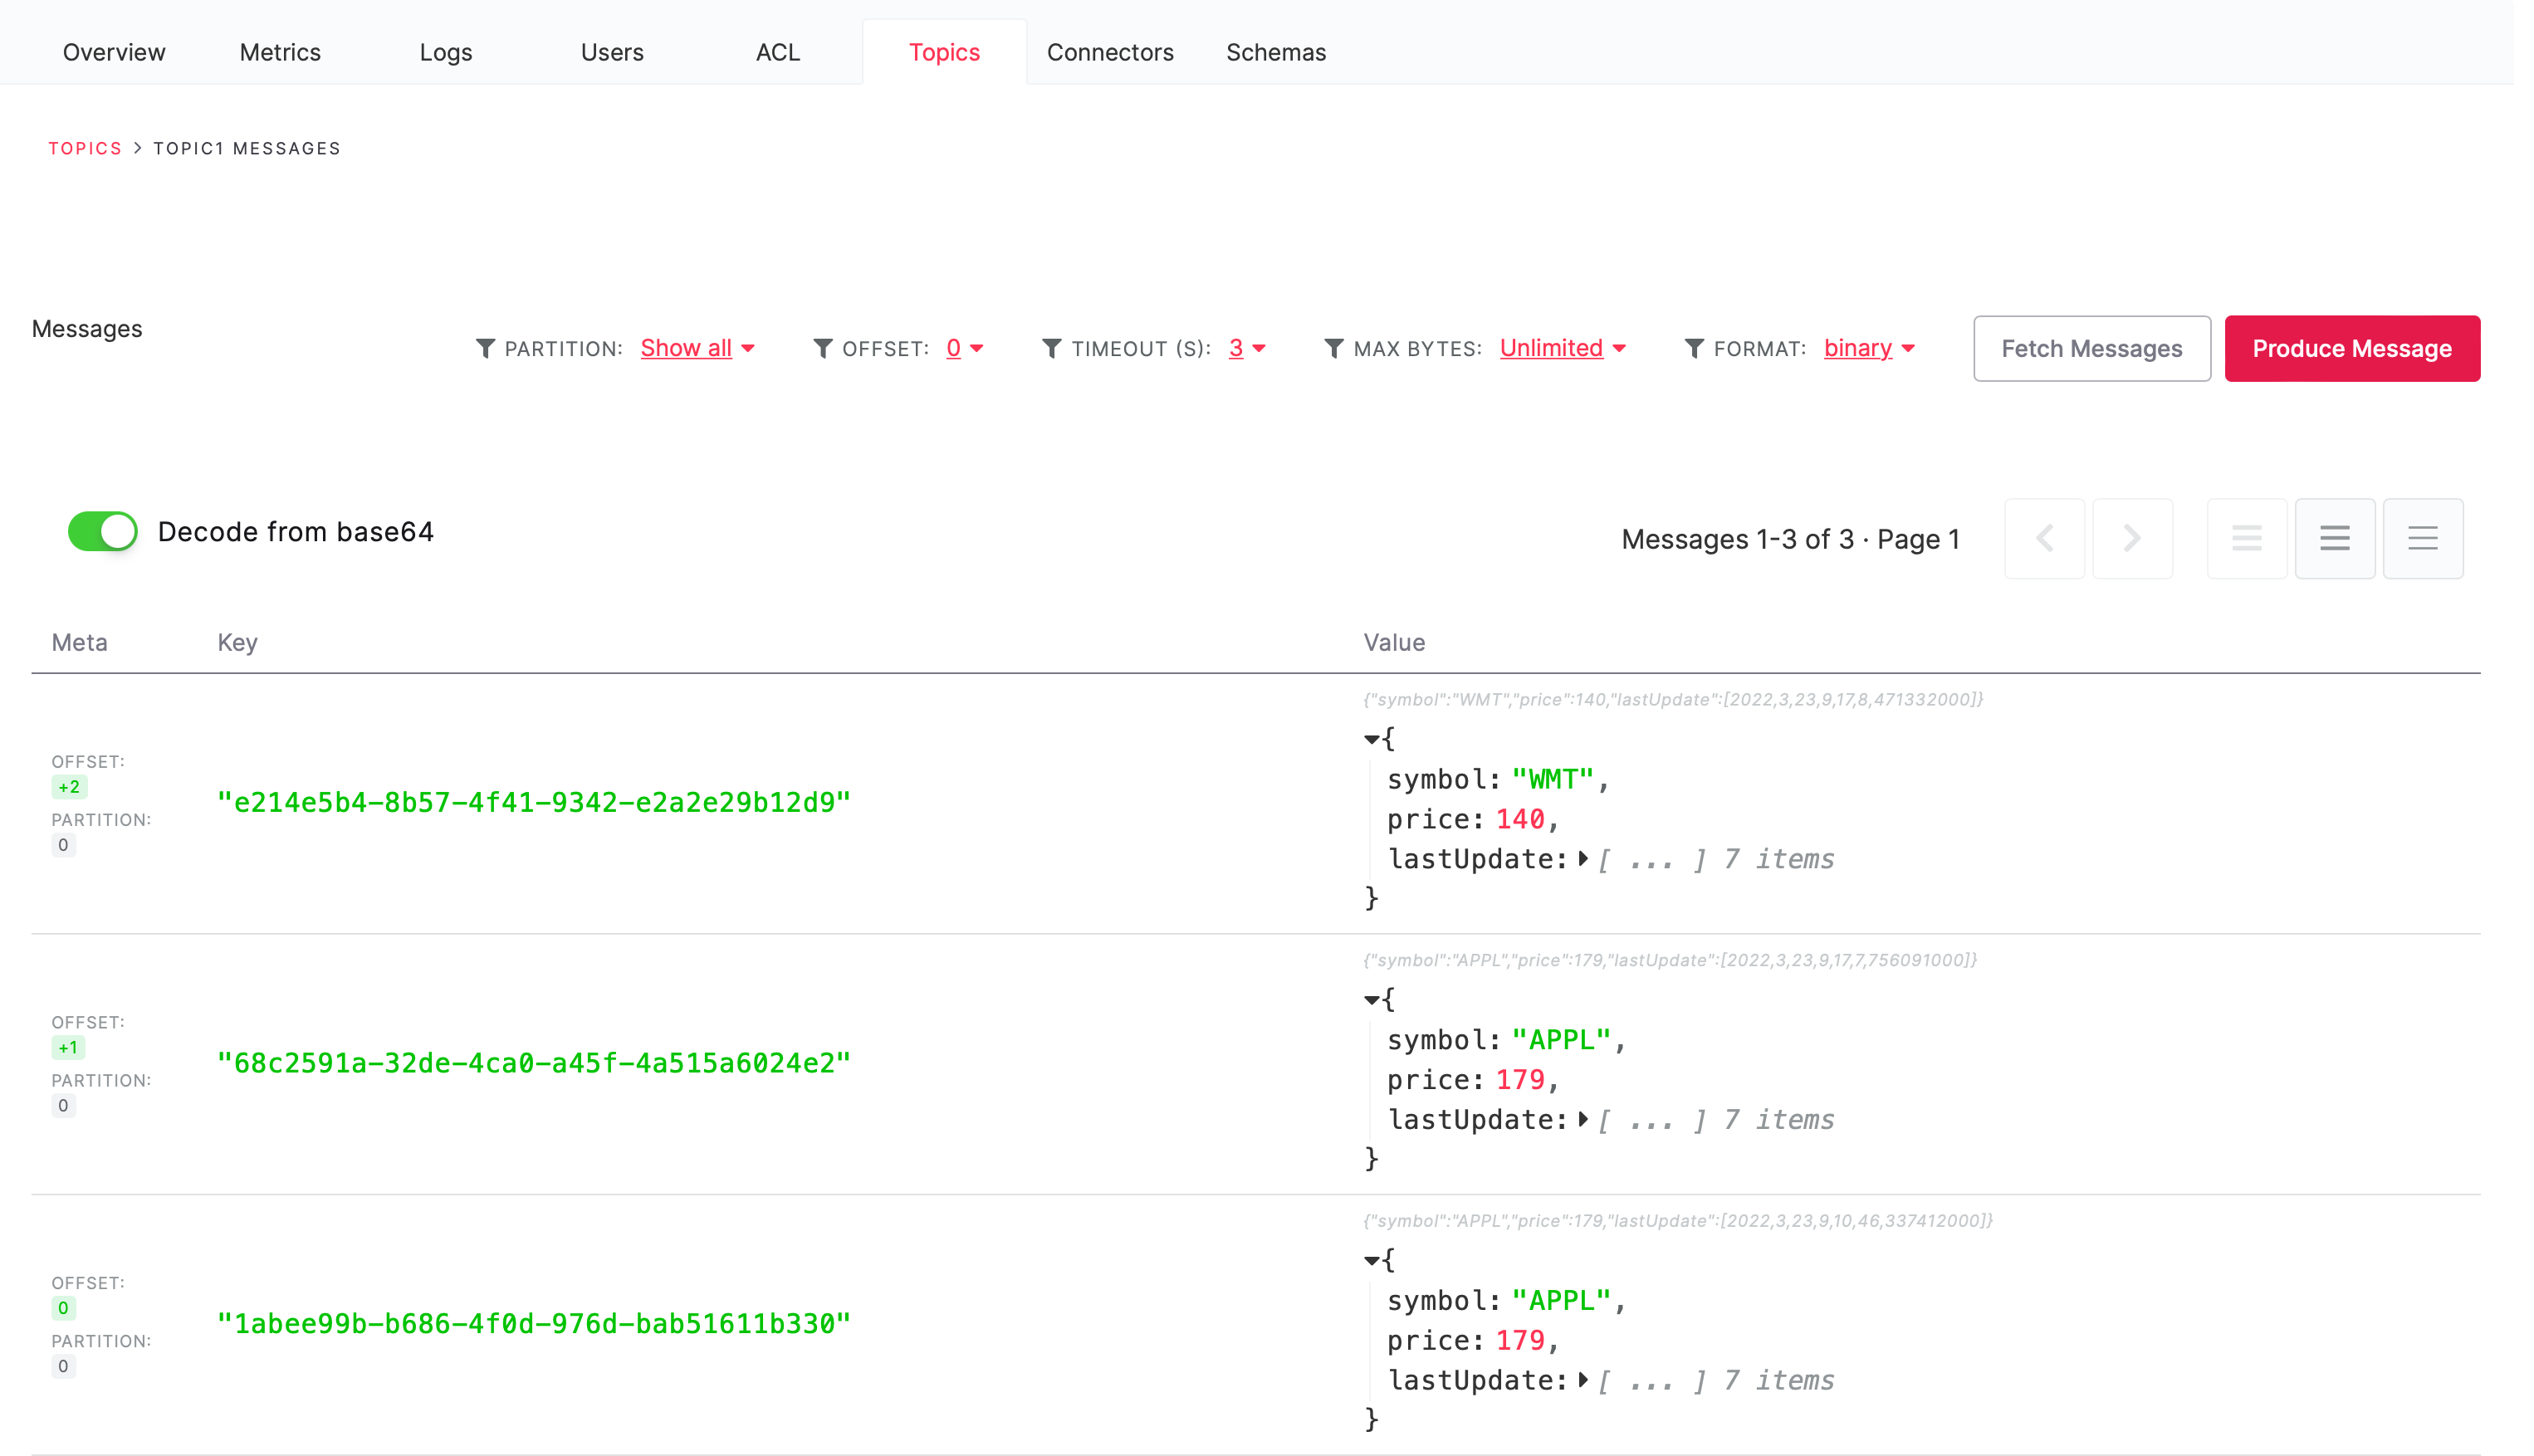 Overview Metrics Logs Users ACL Topics Connectors Schemas
TOPICS > TOPIC1 MESSAGES
Messages PARTITION: Show all OFFSET: 0 TIMEOUT (S): 3 MAX BYTES: Unlimited FORMAT: binary Fetch Messages Produce Message
Decode from base64 Messages 1-3 of 3 · Page 1
Meta Key Value
{"symbol":"WMT","price":140,"lastUpdate":[2022,3,23,9,17,8,471332000]}
{
OFFSET:
+2
PARTITION:
0
"e214e5b4-8b57-4f41-9342-e2a2e29b12d9"
symbol: "WMT",
price: 140,
lastUpdate: [ ... ] 7 items
}
{"symbol":"APPL","price":179,"lastUpdate":[2022,3,23,9,17,7,756091000]}
{
OFFSET:
+1
PARTITION:
0
"68c2591a-32de-4ca0-a45f-4a515a6024e2"
symbol: "APPL",
price: 179,
lastUpdate: [ ... ] 7 items
}
{"symbol":"APPL","price":179,"lastUpdate":[2022,3,23,9,10,46,337412000]}
{
OFFSET:
0
PARTITION:
0
"1abee99b-b686-4f0d-976d-bab51611b330"
symbol: "APPL",
price: 179,
lastUpdate: [ ... ] 7 items
}